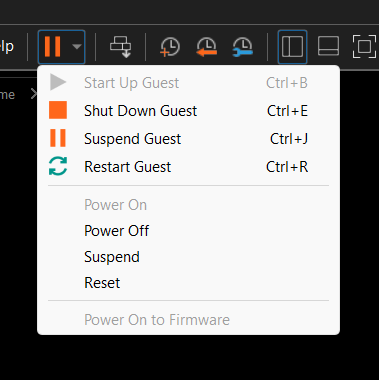 lp
me
Start Up Guest Ctrl+B
Shut Down Guest Ctrl+E
Suspend Guest Ctrl+J
Restart Guest Ctrl+R
Power On
Power Off
Suspend
Reset
Power On to Firmware